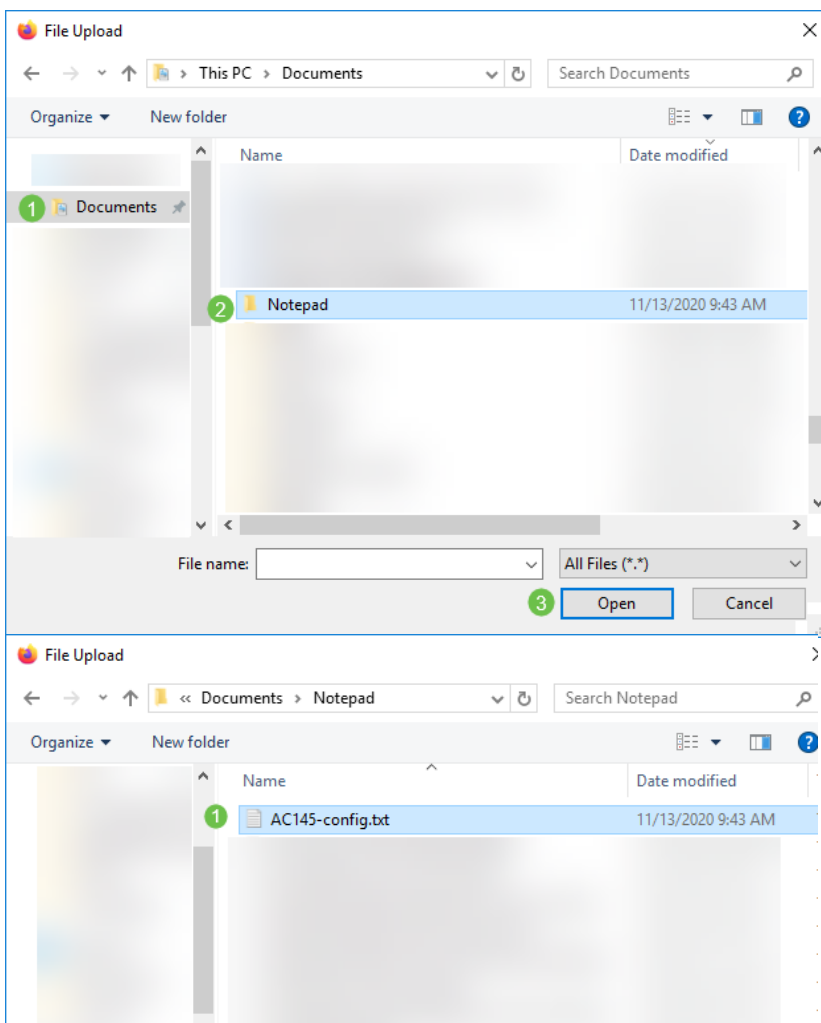 File Upload
This PC > Documents
Search Documents
Organize
New folder
?
Name
Date modified
1 Documents
2 Notepad 11/13/2020 9:43 AM
File name:
All Files (*.*)
3 Open
Cancel
File Upload
« Documents > Notepad
Search Notepad
Organize
New folder
?
Name
Date modified
1 AC145-config.txt 11/13/2020 9:43 AM